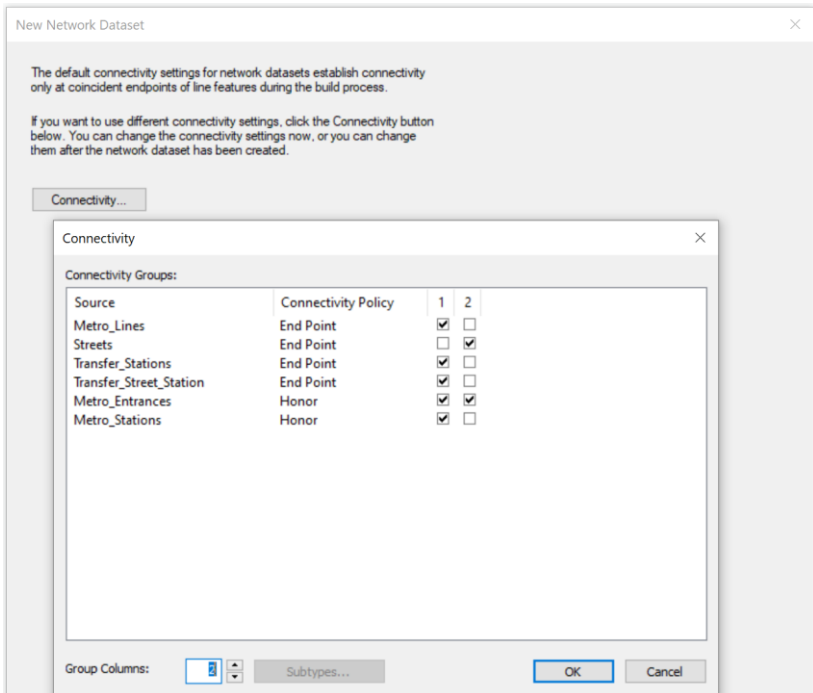 New Network Dataset
The default connectivity settings for network datasets establish connectivity
only at coincident endpoints of line features during the build process.
If you want to use different connectivity settings, click the Connectivity button
below. You can change the connectivity settings now, or you can change
them after the network dataset has been created.
Connectivity...
Connectivity
Connectivity Groups:
Source Connectivity Policy 1 2
Metro_Lines End Point
Streets End Point
Transfer_Stations End Point
Transfer_Street_Station End Point
Metro_Entrances Honor
Metro_Stations Honor
Group Columns: 2 Subtypes... OK Cancel